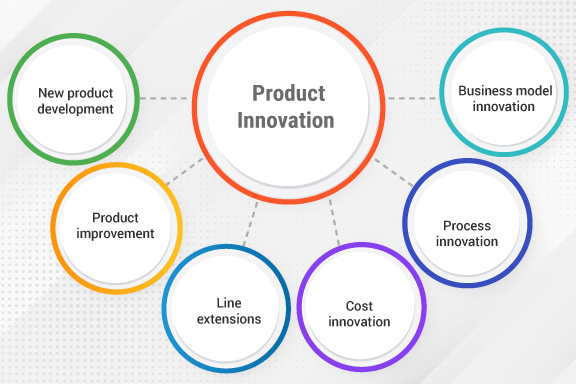 Product
Innovation
New product
development
Business model
innovation
Product
improvement
Process
innovation
Line
extensions
Cost
innovation